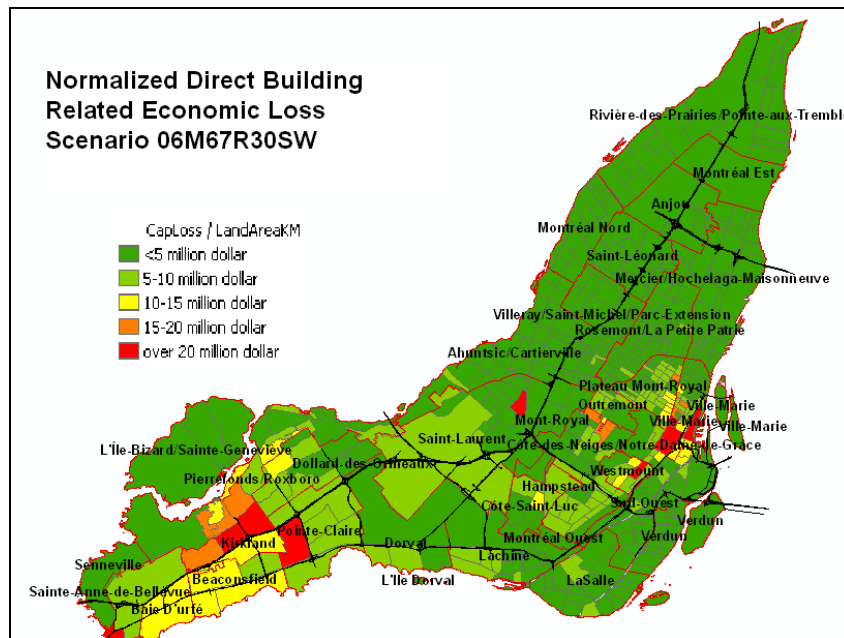 Normalized Direct Building
Related Economic Loss
Scenario 06M67R30SW
CapLoss / LandAreaKM
<5 million dollar
5-10 million dollar
10-15 million dollar
15-20 million dollar
over 20 million dollar
Rivière-des-Prairies/Pointe-aux-Tremble
Montréal Est
Anjou
Montréal Nord
Saint-Léonard
Mercier/Hochelaga-Maisonneuve
Villeray/Saint-Michel/Parc-Extension
Rosemont/La Petite Patrie
Ahuntsic/Cartierville
Plateau Mont-Royal
Outremont
Ville-Marie
Mont-Royal
Ville-Marie
Ville-Marie
Saint-Laurent
Côte-des-Neiges/Notre-Dame-de-Grâce
L'Île-Bizard/Sainte-Geneviève
Dollard-des-Ormeaux
Westmount
Pierrefonds/Roxboro
Hampstead
Côte-Saint-Luc
Sud-Ouest
Verdun
Pointe-Claire
Kirkland
Montréal Ouest
Verdun
Dorval
Lachine
Senneville
Beaconsfield
L'Ile Dorval
LaSalle
Sainte-Anne-de-Bellevue
Baie D'urfé